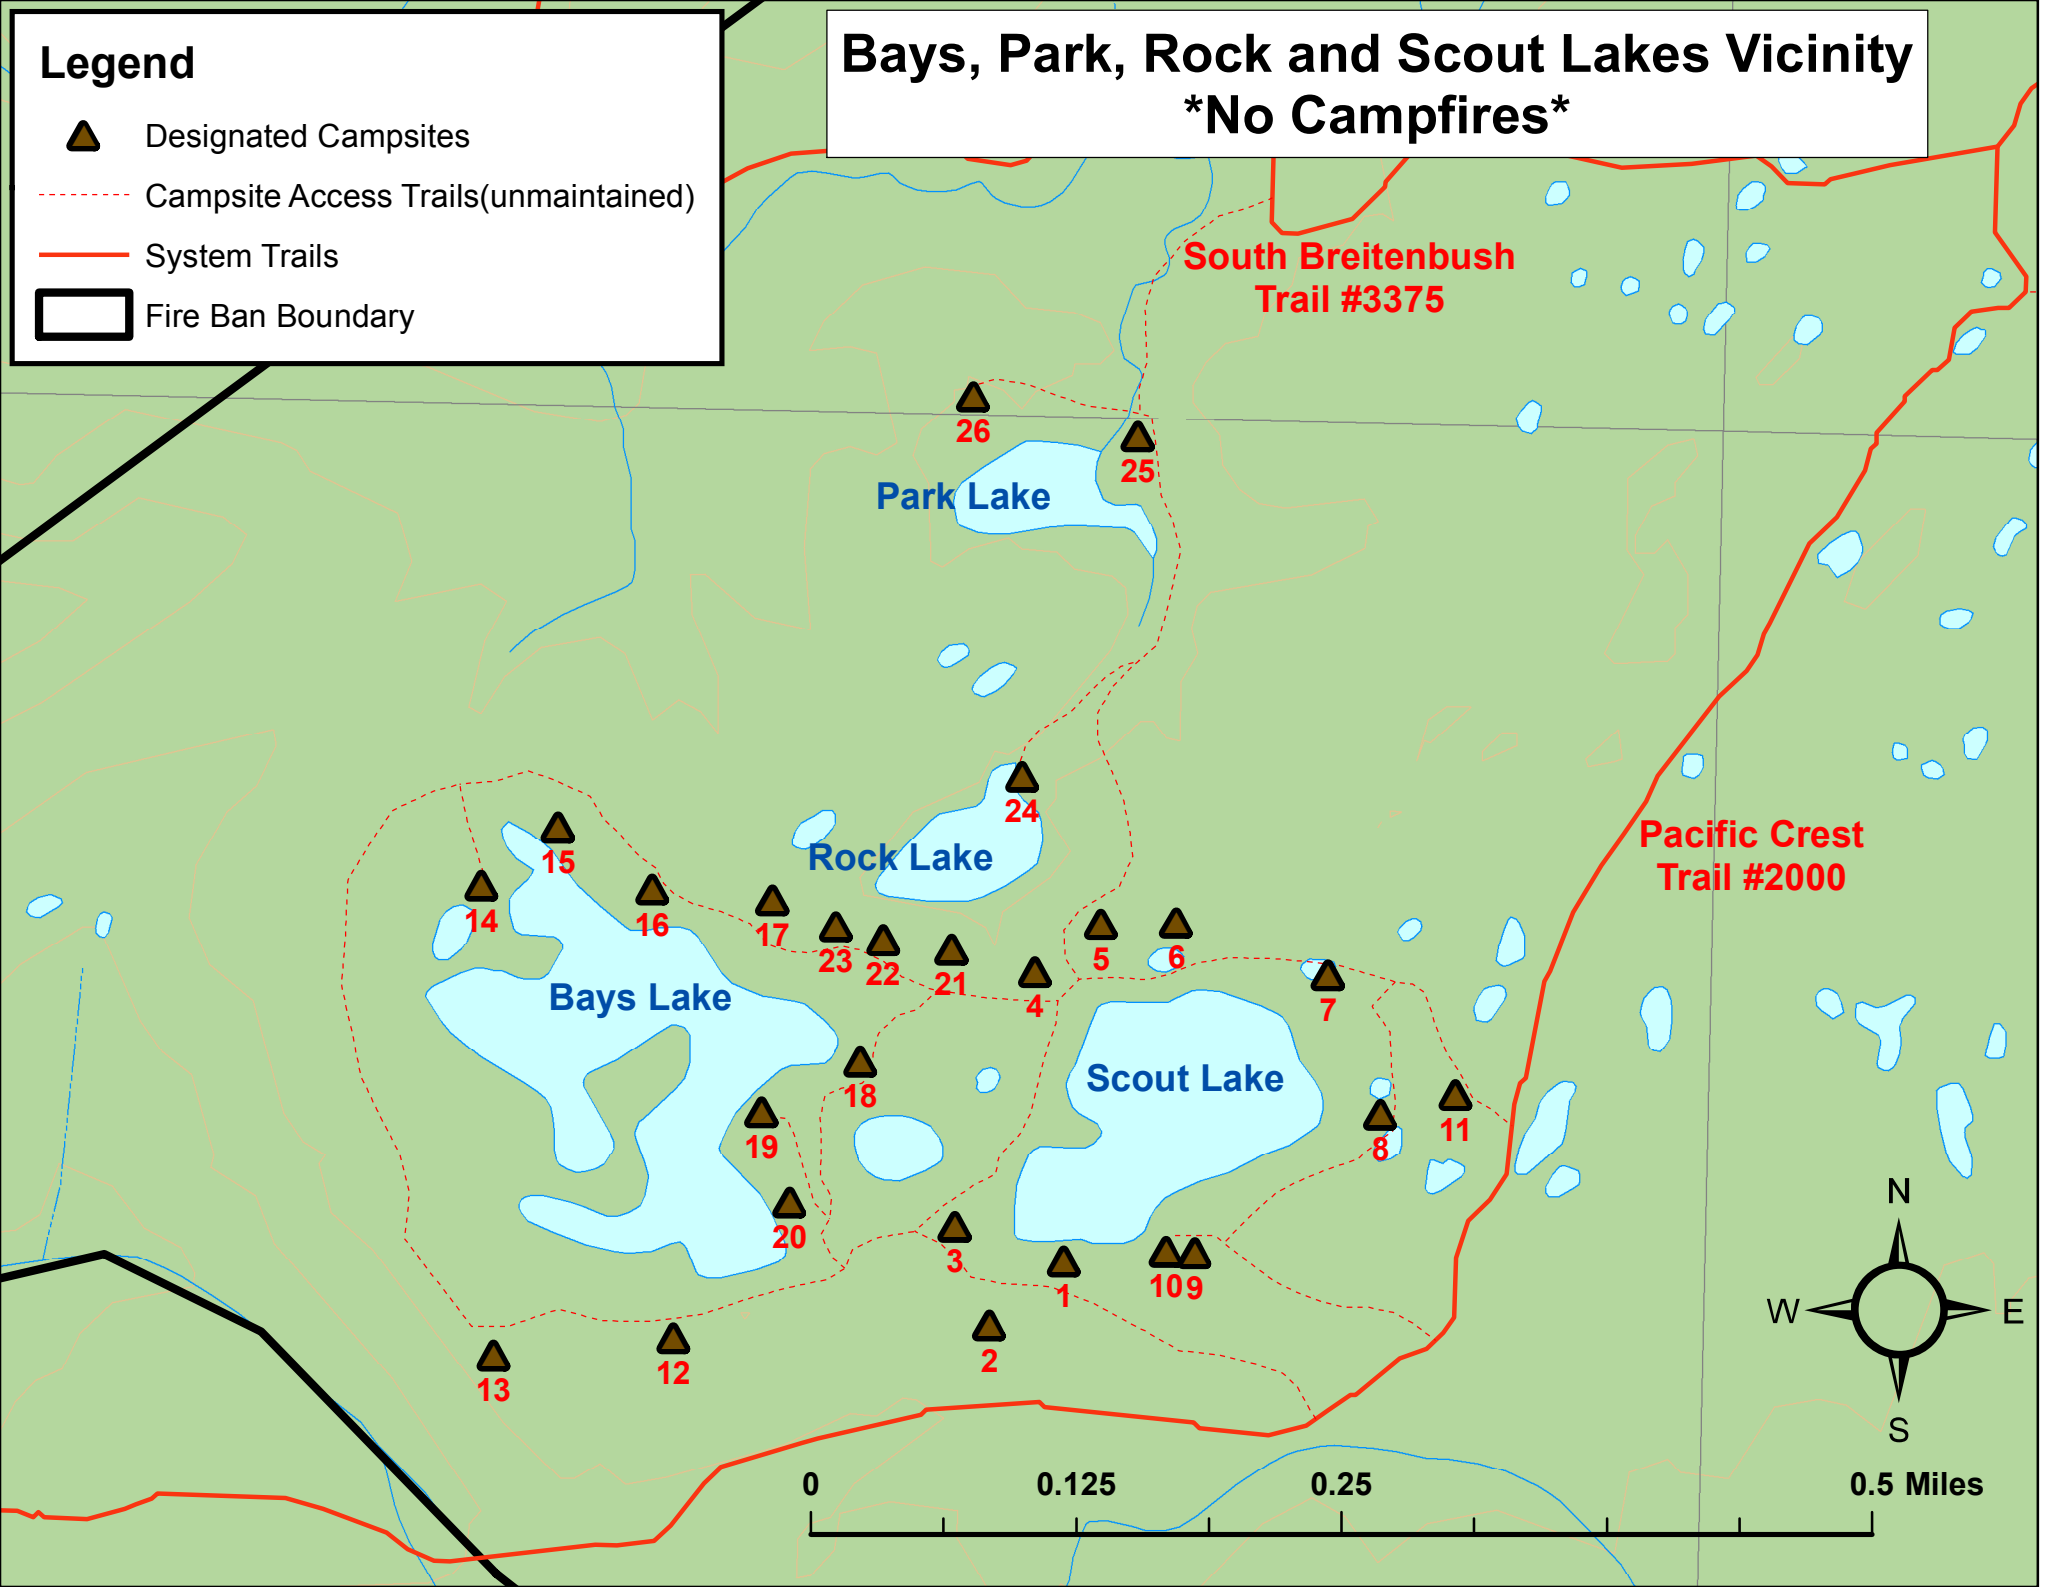 Bays, Park, Rock and Scout Lakes Vicinity
*No Campfires*
Legend
Designated Campsites
Campsite Access Trails(unmaintained)
System Trails
Fire Ban Boundary
South Breitenbush
Trail #3375
26
25
Park Lake
24
Rock Lake
Pacific Crest
Trail #2000
15
14
16
17
23
22
21
4
5
6
7
Bays Lake
Scout Lake
18
19
20
8
11
3
1
10
9
2
12
13
N
W
E
S
0
0.125
0.25
0.5 Miles